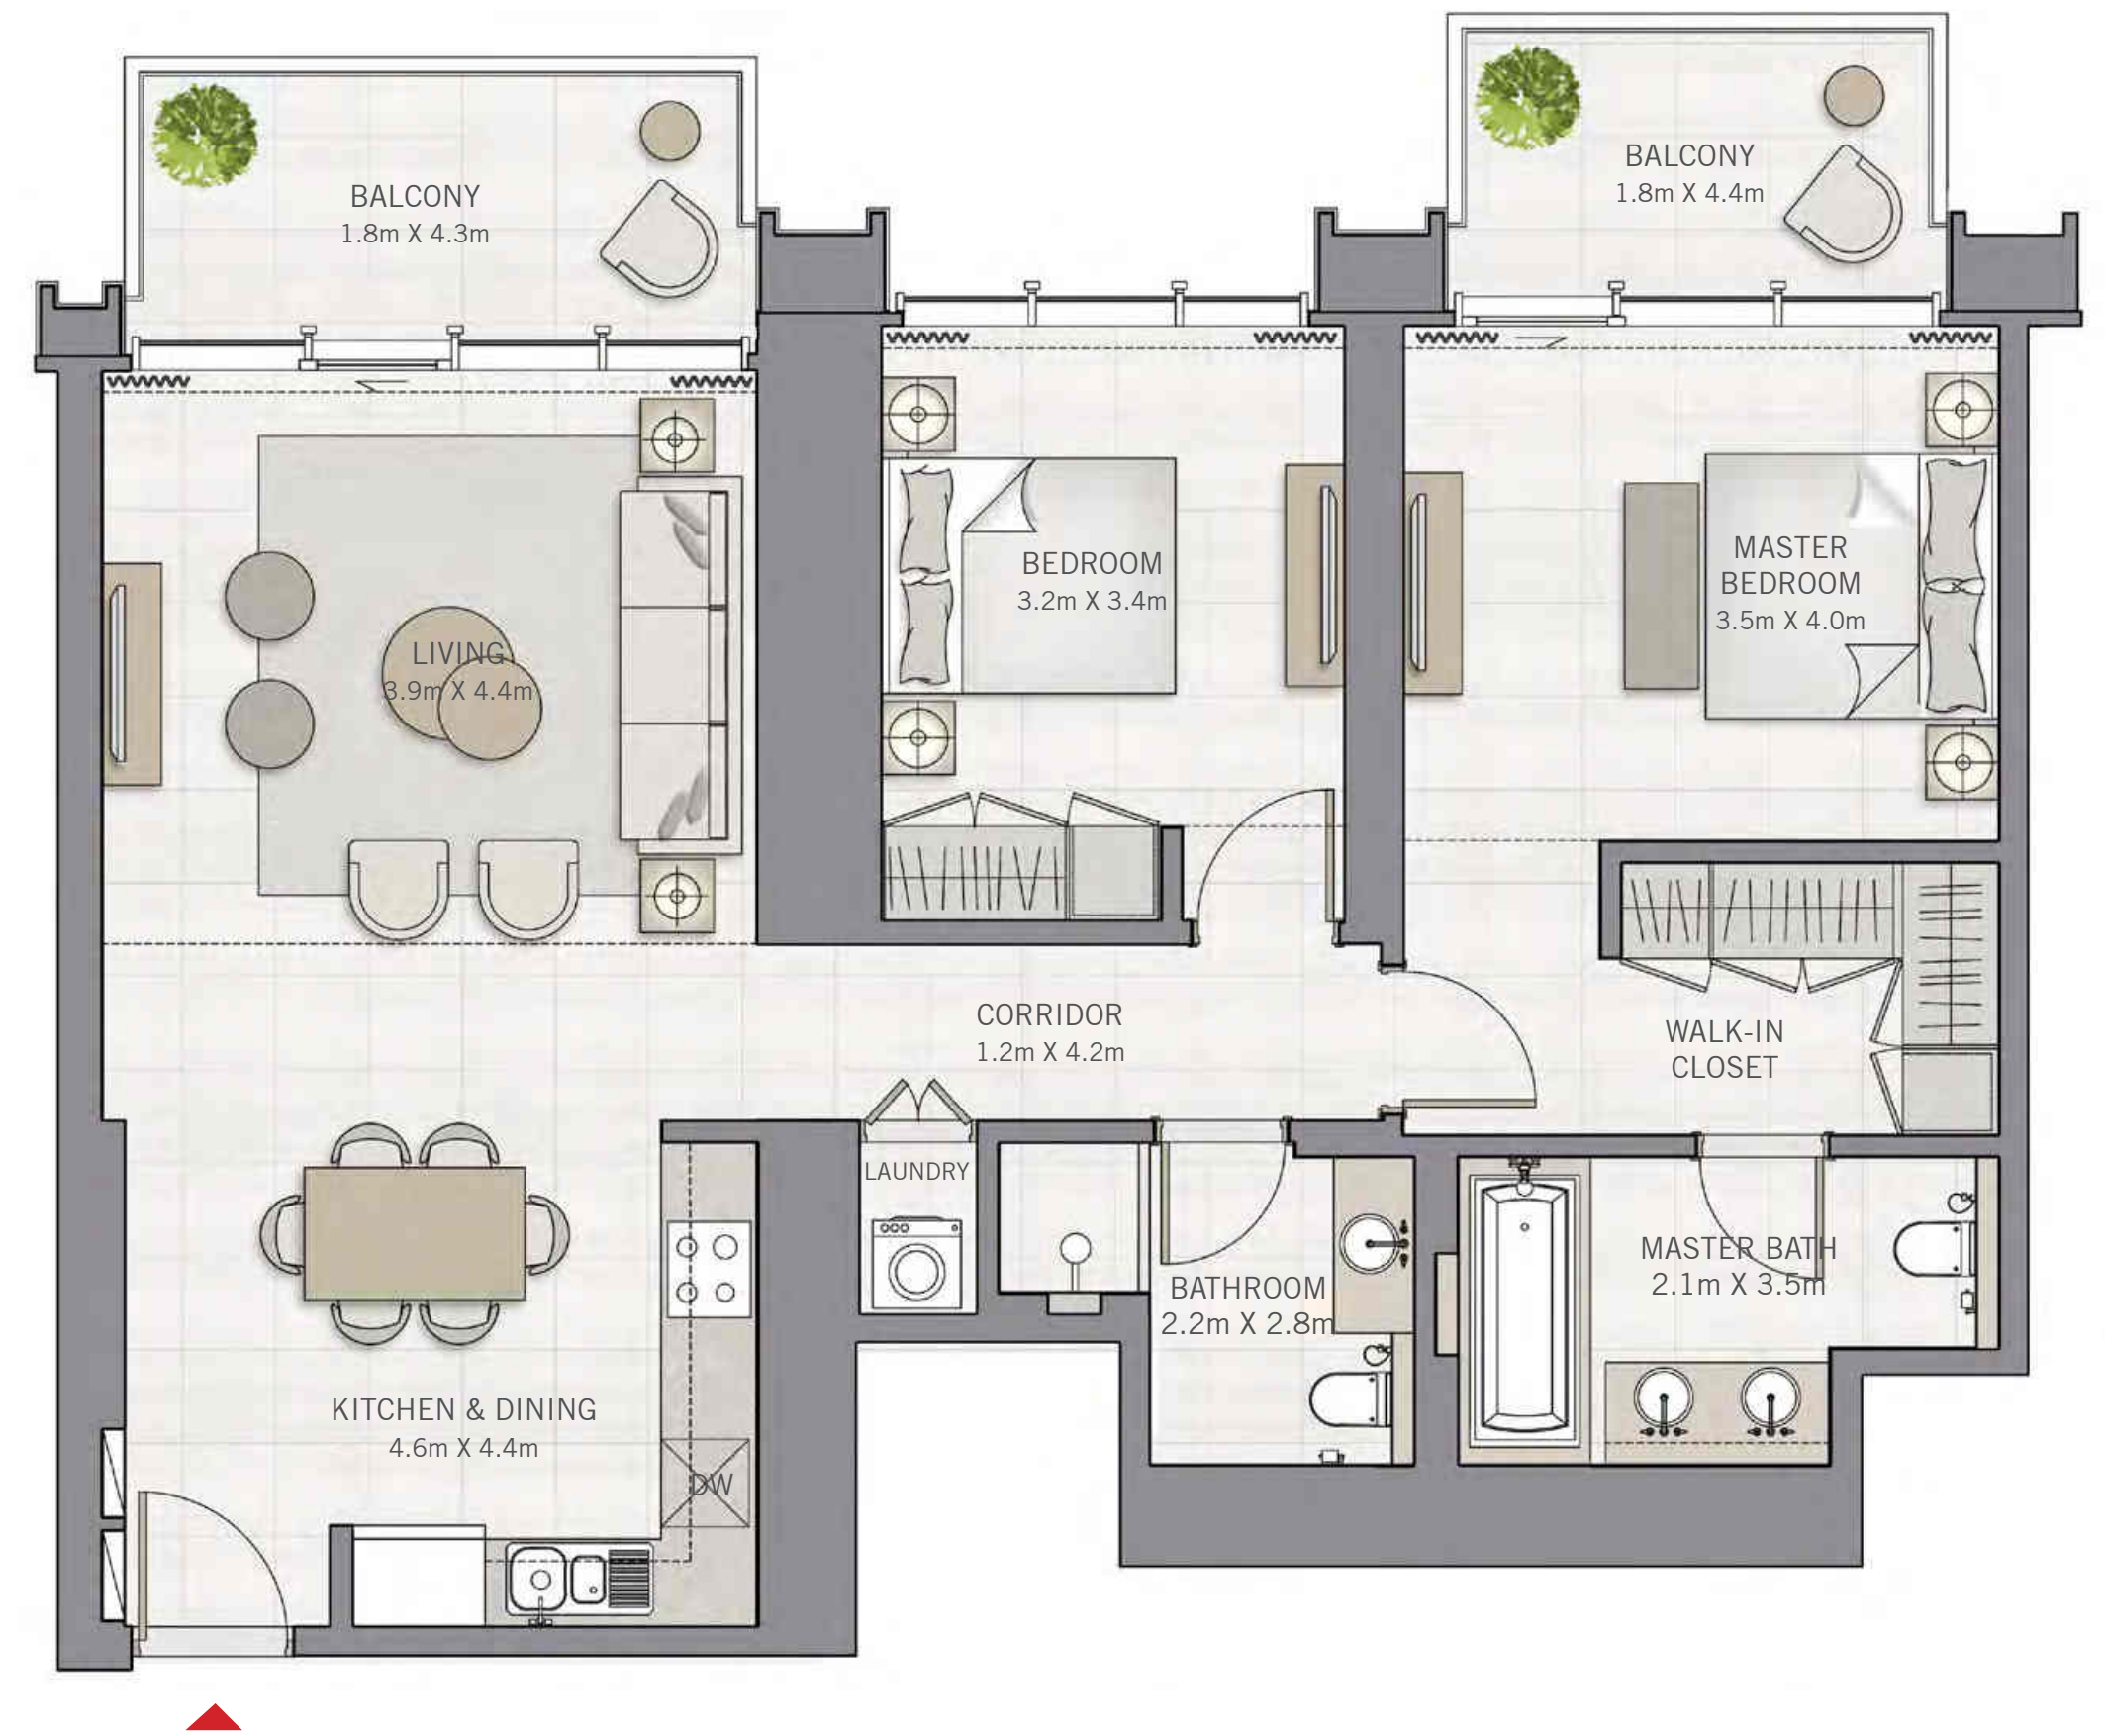 BALCONY
1.8m X 4.3m
BALCONY
1.8m X 4.4m
LIVING
3.9m X 4.4m
BEDROOM
3.2m X 3.4m
MASTER
BEDROOM
3.5m X 4.0m
CORRIDOR
1.2m X 4.2m
WALK-IN
CLOSET
LAUNDRY
BATHROOM
2.2m X 2.8m
MASTER BATH
2.1m X 3.5m
KITCHEN & DINING
4.6m X 4.4m
DW